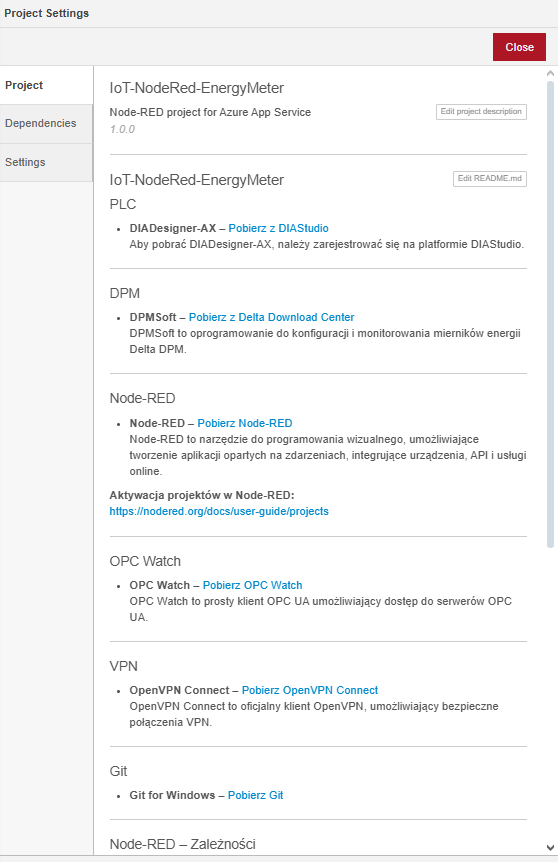 Project Settings
Close
Project
Dependencies
Settings
IoT-NodeRed-EnergyMeter
Node-RED project for Azure App Service
Edit project description
1.0.0
IoT-NodeRed-EnergyMeter
Edit README.md
PLC
• DIADesigner-AX – Pobierz z DIAStudio
Aby pobrać DIADesigner-AX, należy zarejestrować się na platformie DIAStudio.
DPM
• DPMSoft – Pobierz z Delta Download Center
DPMSoft to oprogramowanie do konfiguracji i monitorowania mierników energii
Delta DPM.
Node-RED
• Node-RED – Pobierz Node-RED
Node-RED to narzędzie do programowania wizualnego, umożliwiające
tworzenie aplikacji opartych na zdarzeniach, integrujące urządzenia, API i usługi
online.
Aktywacja projektów w Node-RED:
https://nodered.org/docs/user-guide/projects
OPC Watch
• OPC Watch – Pobierz OPC Watch
OPC Watch to prosty klient OPC UA umożliwiający dostęp do serwerów OPC
UA.
VPN
• OpenVPN Connect – Pobierz OpenVPN Connect
OpenVPN Connect to oficjalny klient OpenVPN, umożliwiający bezpieczne
połączenia VPN.
Git
• Git for Windows – Pobierz Git
Node-RED – Zależności